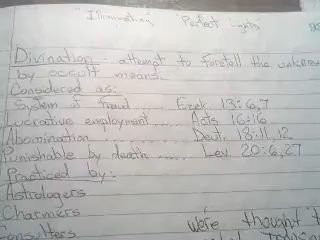 "Illumination" "Perfect Lights"
Divination: attempt to foretell the unknown
by occult means.
Considered as:
System of fraud ..... Ezek. 13:6,7
Lucrative employment .... Acts 16:16
Abomination .............. Deut. 18:11,12
Punishable by death ..... Lev. 20:6,27
Practiced by:
Astrologers
Charmers were thought